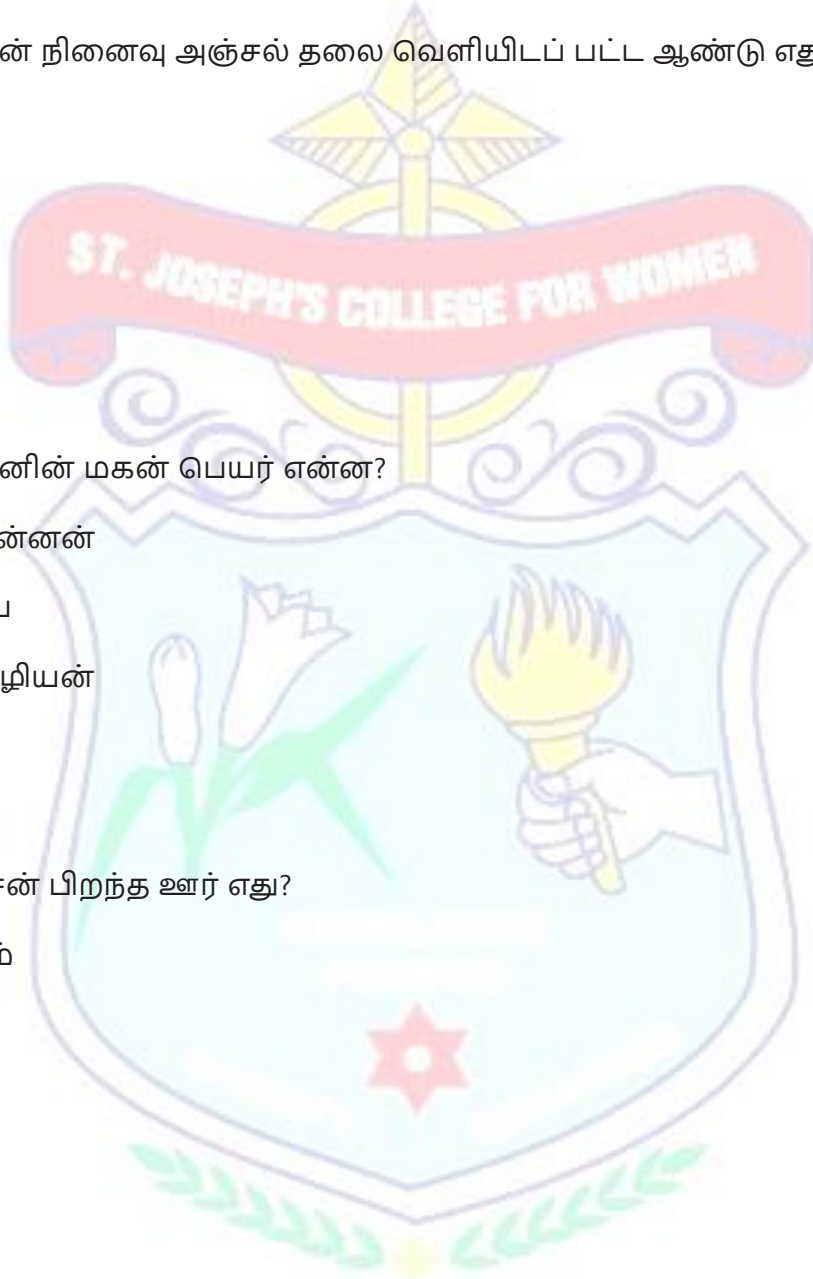 ன் நினைவு அஞ்சல் தலை வெளியிடப் பட்ட ஆண்டு எது
ST. JOSEPH'S COLLEGE FOR WOMEN
னின் மகன் பெயர் என்ன?
ன்னன்
ழியன்
சன் பிறந்த ஊர் எது?
ம்